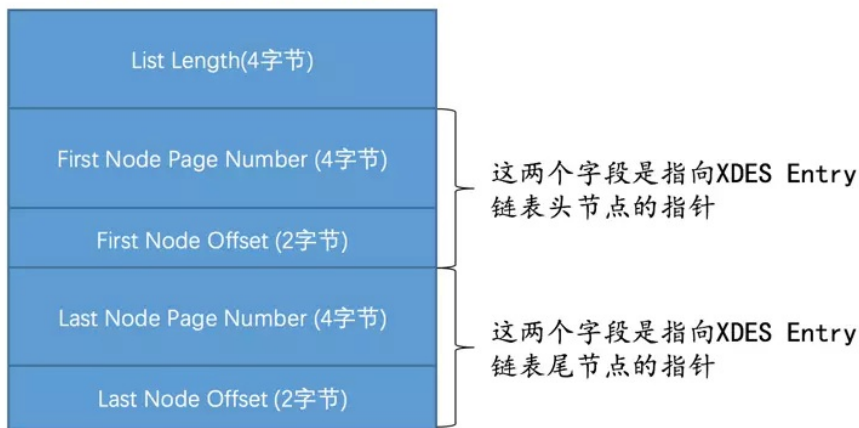 List Length(4字节)
First Node Page Number (4字节)
这两个字段是指向XDES Entry
链表头节点的指针
First Node Offset (2字节)
Last Node Page Number (4字节)
这两个字段是指向XDES Entry
链表尾节点的指针
Last Node Offset (2字节)